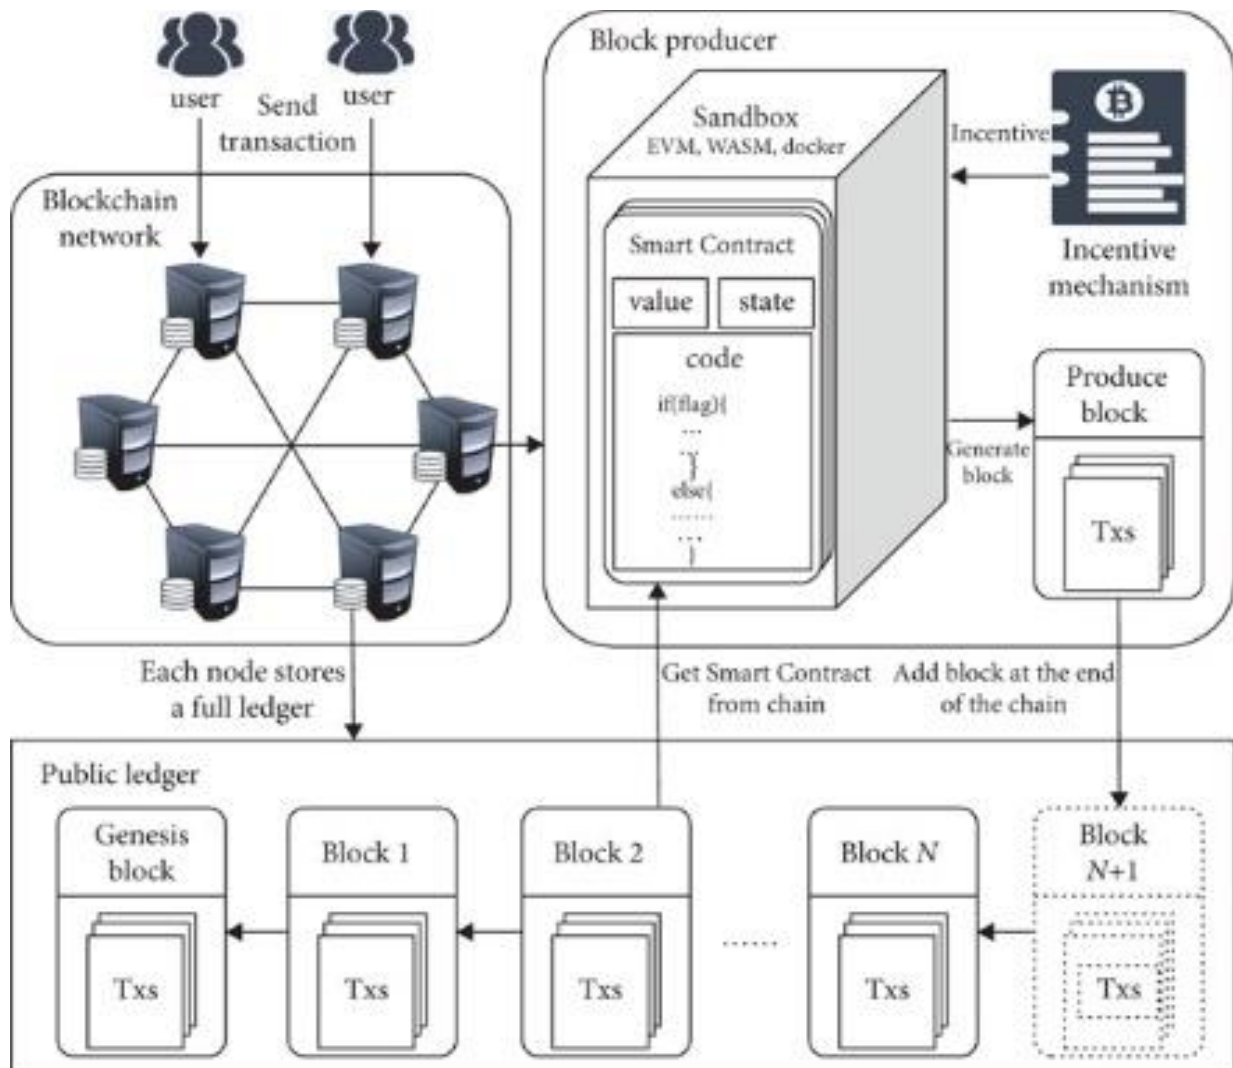 user
user
Send
transaction
Blockchain
network
Each node stores
a full ledger
Block producer
Sandbox
EVM, WASM, docker
Smart Contract
value
state
code
if(flag){
...
...
}
else{
......
...
}
Incentive
Incentive
mechanism
Generate
block
Produce
block
Txs
Get Smart Contract
from chain
Add block at the end
of the chain
Public ledger
Genesis
block
Txs
Block 1
Txs
Block 2
Txs
......
Block N
Txs
Block
N+1
Txs